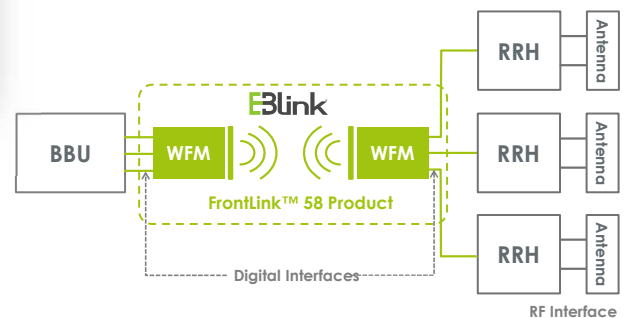 RRH
Antenna
EBlink
BBU
WFM
WFM
RRH
Antenna
FrontLink™ 58 Product
RRH
Antenna
Digital Interfaces
RF Interface